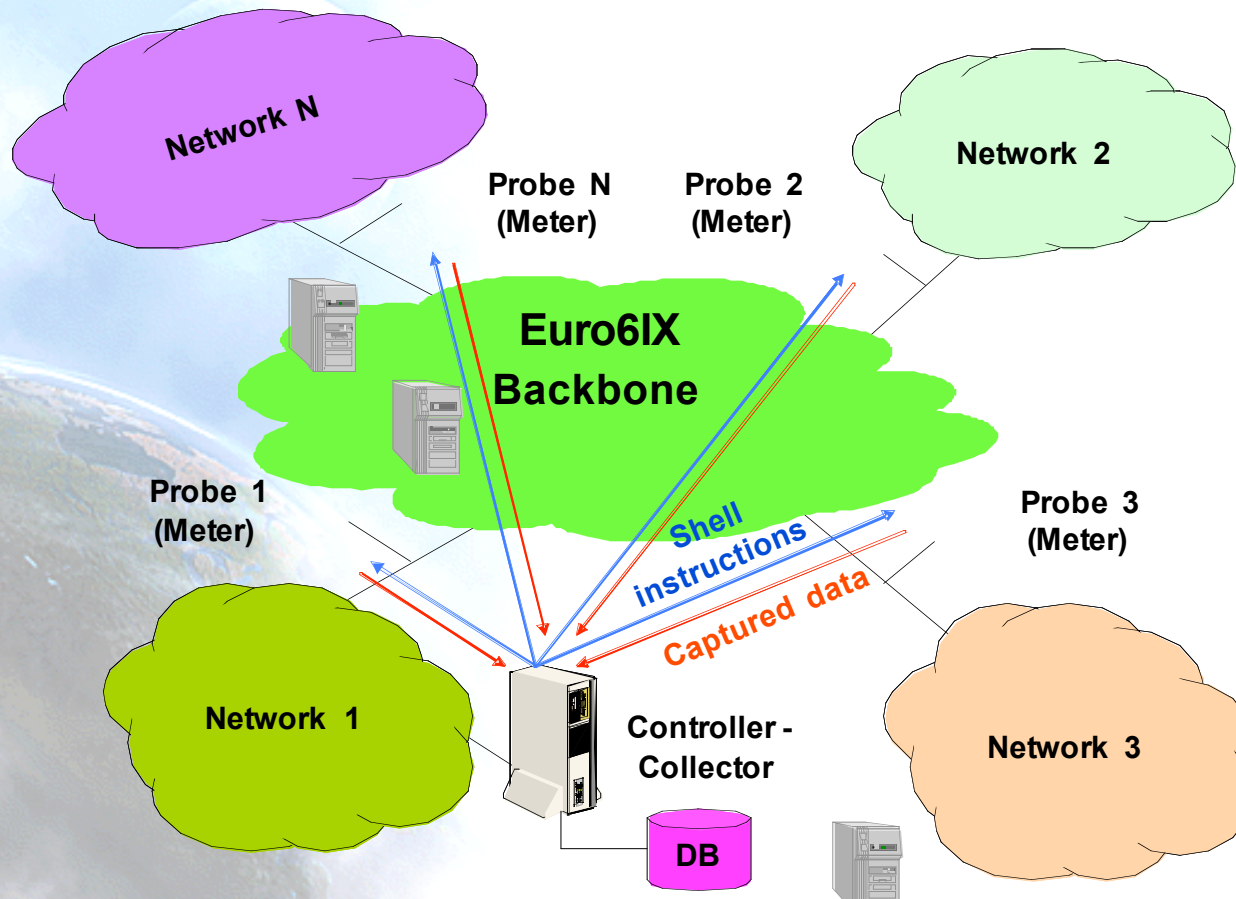 Network N
Network 2
Probe N
(Meter)
Probe 2
(Meter)
Euro6IX
Backbone
Probe 1
(Meter)
Probe 3
(Meter)
Shell
instructions
Captured data
Network 1
Controller -
Collector
Network 3
DB